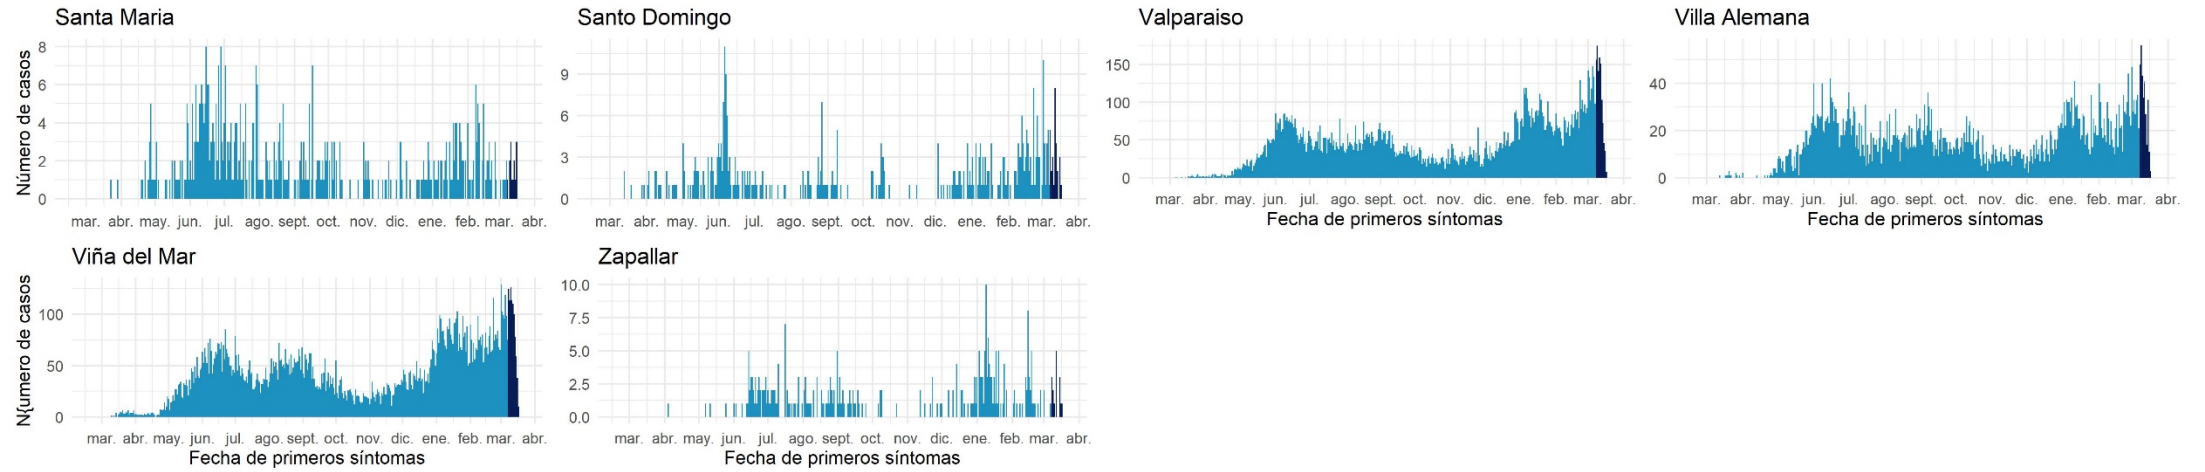 Santa Maria
Número de casos
8
6
4
2
0
mar. abr. may. jun. jul. ago. sept. oct. nov. dic. ene. feb. mar. abr.
Santo Domingo
9
6
3
0
mar. abr. may. jun. jul. ago. sept. oct. nov. dic. ene. feb. mar. abr.
Valparaiso
150
100
50
0
mar. abr. may. jun. jul. ago. sept. oct. nov. dic. ene. feb. mar. abr.
Fecha de primeros síntomas
Villa Alemana
40
20
0
mar. abr. may. jun. jul. ago. sept. oct. nov. dic. ene. feb. mar. abr.
Fecha de primeros síntomas
Viña del Mar
N{umero de casos
100
50
0
mar. abr. may. jun. jul. ago. sept. oct. nov. dic. ene. feb. mar. abr.
Fecha de primeros síntomas
Zapallar
10.0
7.5
5.0
2.5
0.0
mar. abr. may. jun. jul. ago. sept. oct. nov. dic. ene. feb. mar. abr.
Fecha de primeros síntomas